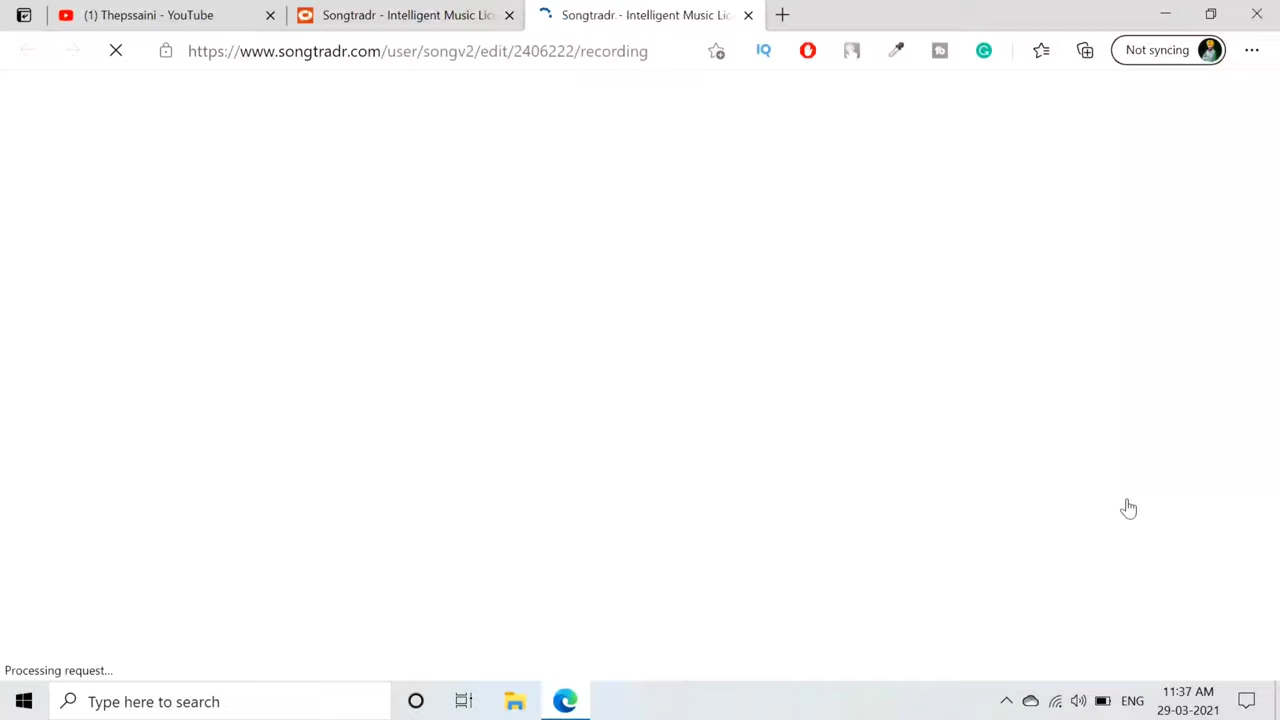 (1) Thepssaini - YouTube
Songtradr - Intelligent Music Lic
Songtradr - Intelligent Music Lic
https://www.songtradr.com/user/songv2/edit/2406222/recording
IQ
Not syncing
Processing request...
Type here to search
ENG
11:37 AM
29-03-2021